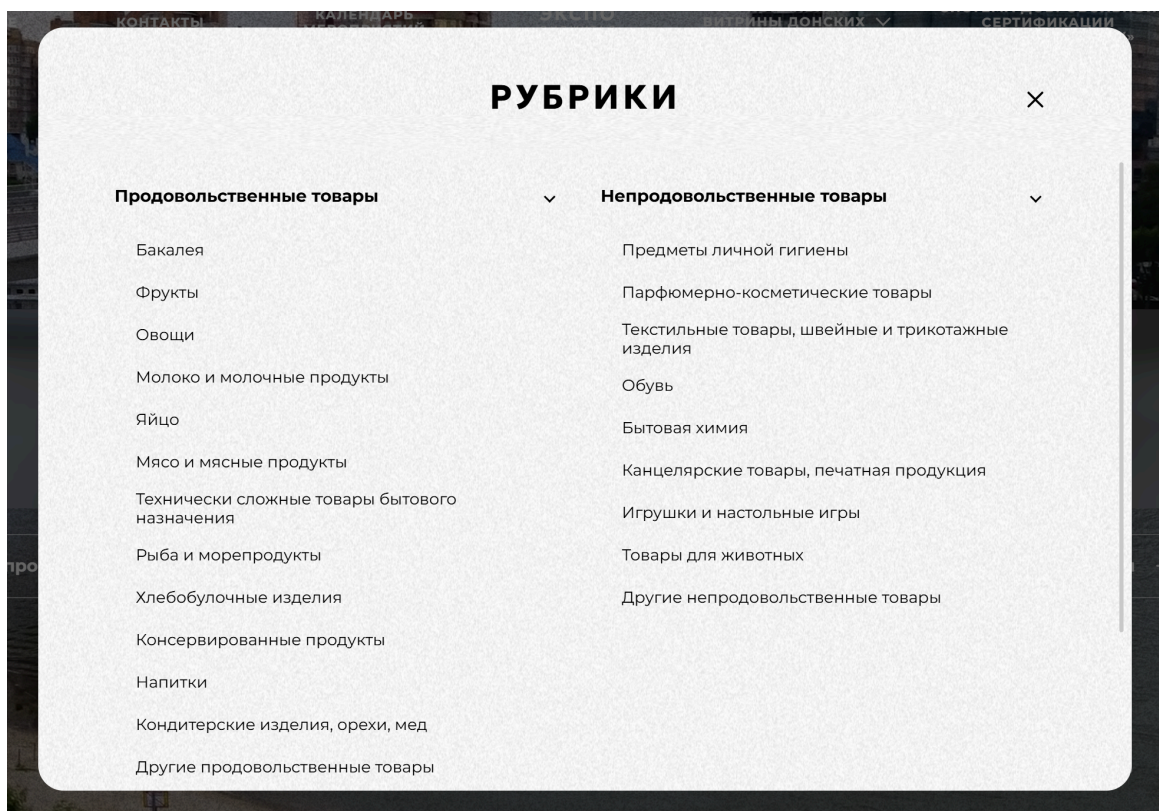 КОНТАКТЫ
КАЛЕНДАРЬ
МЕРОПРИЯТИЙ
ЭКСПО
ВИТРИНЫ ДОНСКИХ
СЕРТИФИКАЦИИ
РУБРИКИ
Продовольственные товары
Бакалея
Фрукты
Овощи
Молоко и молочные продукты
Яйцо
Мясо и мясные продукты
Технически сложные товары бытового
назначения
Рыба и морепродукты
Хлебобулочные изделия
Консервированные продукты
Напитки
Кондитерские изделия, орехи, мед
Другие продовольственные товары
Непродовольственные товары
Предметы личной гигиены
Парфюмерно-косметические товары
Текстильные товары, швейные и трикотажные
изделия
Обувь
Бытовая химия
Канцелярские товары, печатная продукция
Игрушки и настольные игры
Товары для животных
Другие непродовольственные товары